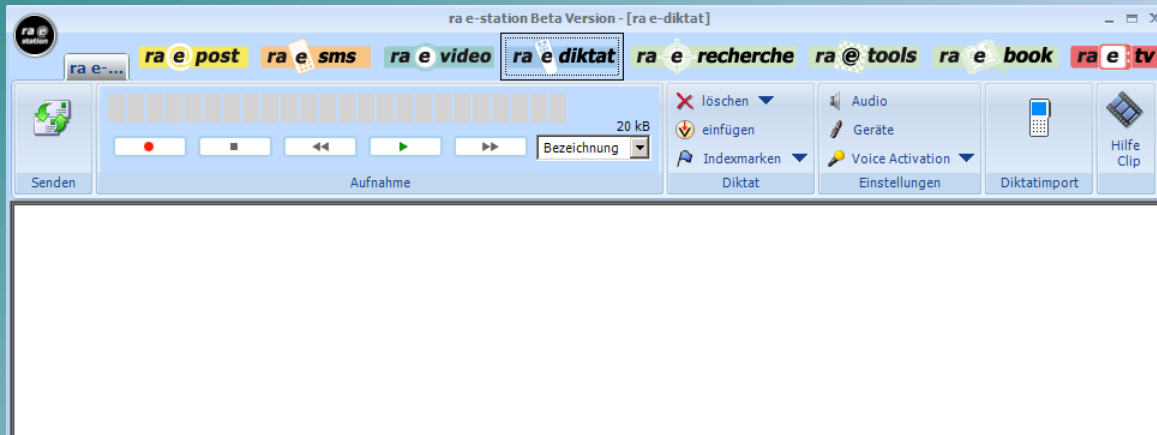 ra e-station Beta Version - [ra e-diktat]
ra e station
ra e-...
ra e post
ra e sms
ra e video
ra e diktat
ra e recherche
ra @ tools
ra e book
ra e tv
Senden
20 kB
Bezeichnung
Aufnahme
löschen
einfügen
Indexmarken
Diktat
Audio
Geräte
Voice Activation
Einstellungen
Diktatimport
Hilfe
Clip